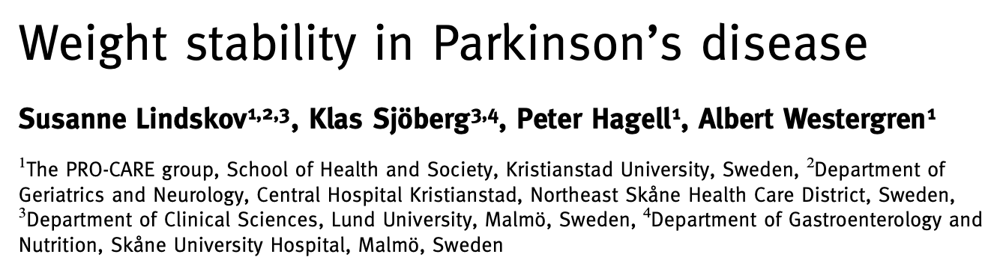 Weight stability in Parkinson’s disease
Susanne Lindskov¹,²,³, Klas Sjöberg³,⁴, Peter Hagell¹, Albert Westergren¹
¹The PRO-CARE group, School of Health and Society, Kristianstad University, Sweden, ²Department of
Geriatrics and Neurology, Central Hospital Kristianstad, Northeast Skåne Health Care District, Sweden,
³Department of Clinical Sciences, Lund University, Malmö, Sweden, ⁴Department of Gastroenterology and
Nutrition, Skåne University Hospital, Malmö, Sweden